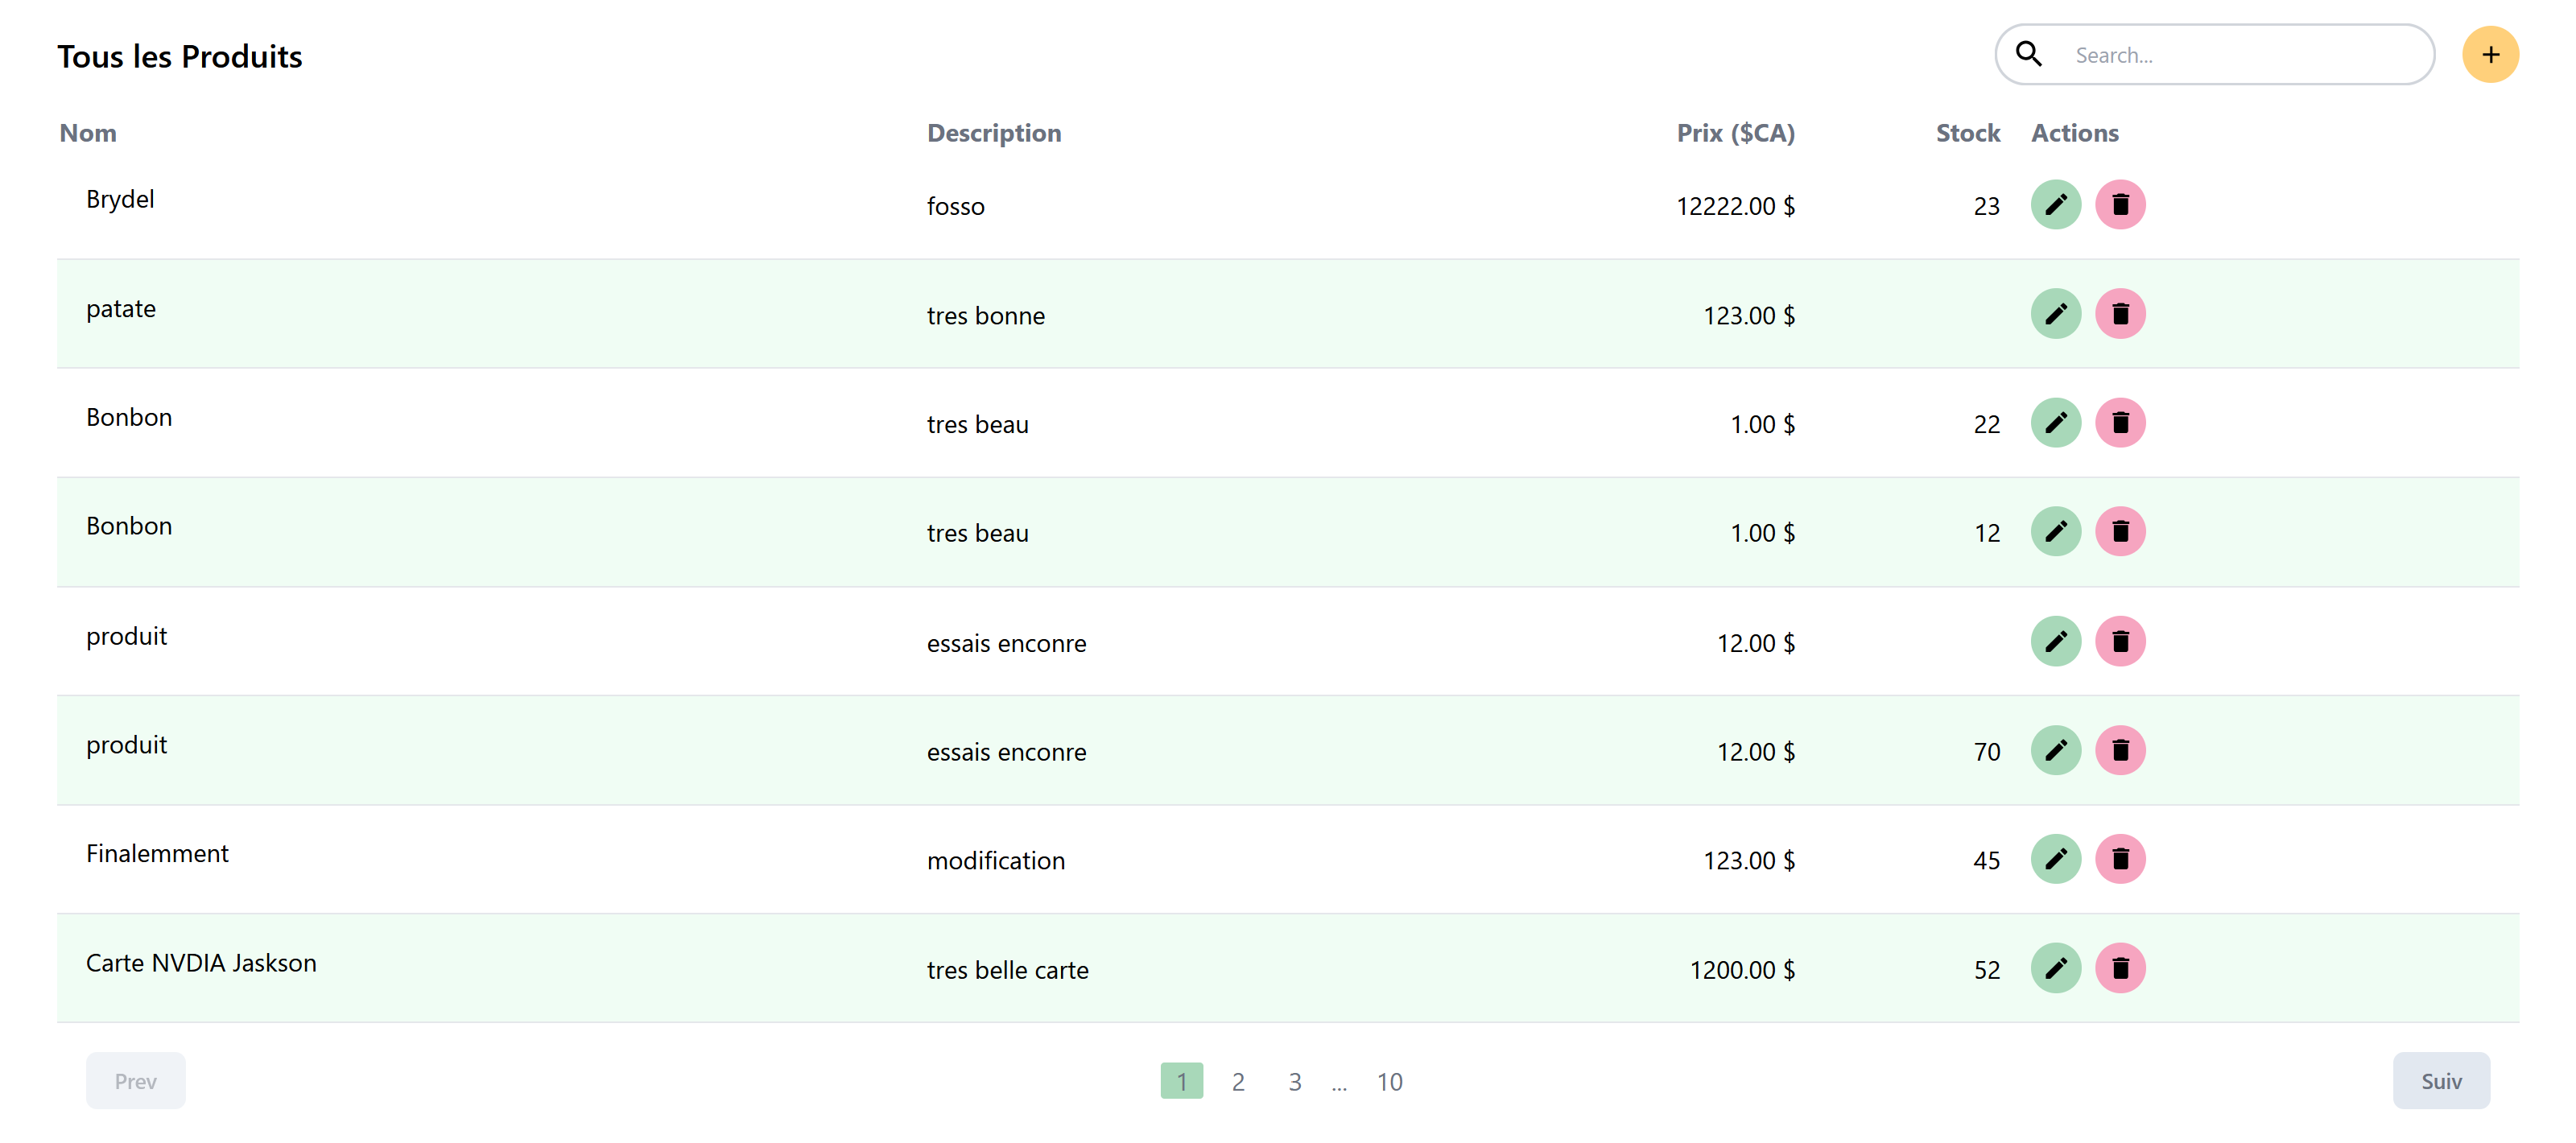 Tous les Produits Search... +
Nom Description Prix ($CA) Stock Actions
Brydel fosso 12222.00 $ 23
patate tres bonne 123.00 $
Bonbon tres beau 1.00 $ 22
Bonbon tres beau 1.00 $ 12
produit essais enconre 12.00 $
produit essais enconre 12.00 $ 70
Finalemment modification 123.00 $ 45
Carte NVDIA Jaskson tres belle carte 1200.00 $ 52
Prev 1 2 3 ... 10 Suiv